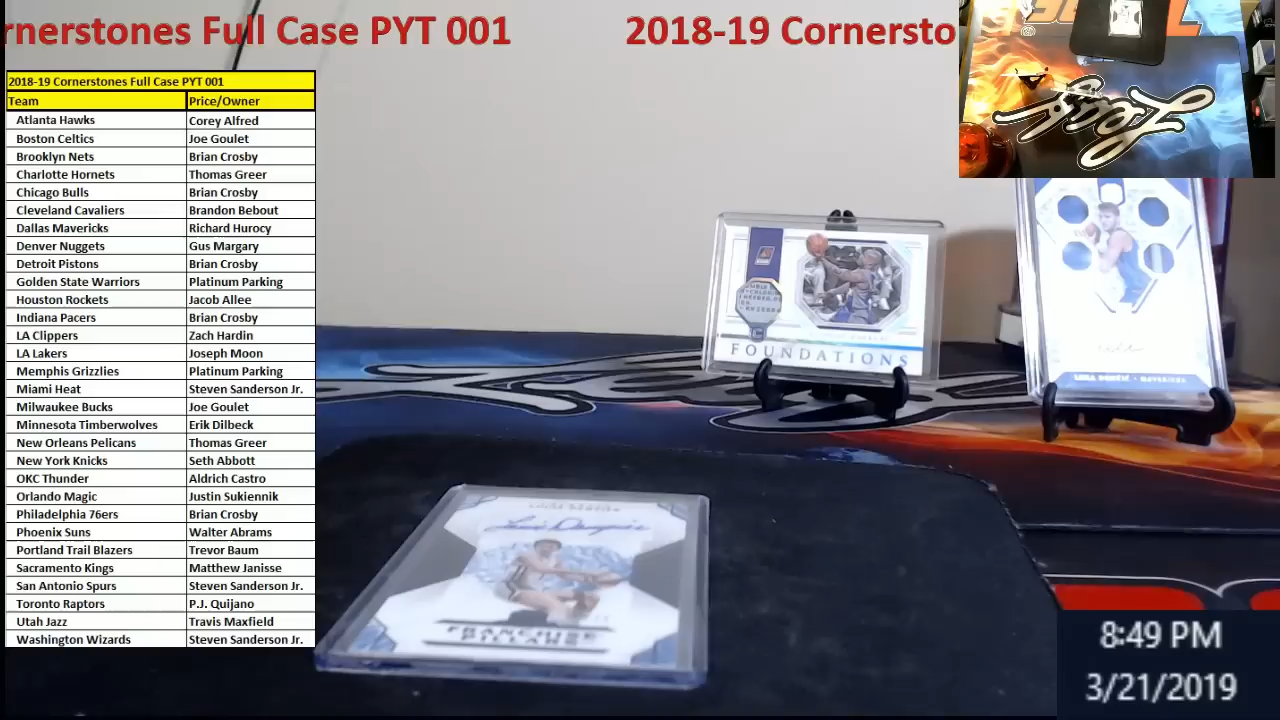 rnerstones Full Case PYT 001 2018-19 Cornersto
2018-19 Cornerstones Full Case PYT 001
Team Price/Owner
Atlanta Hawks Corey Alfred
Boston Celtics Joe Goulet
Brooklyn Nets Brian Crosby
Charlotte Hornets Thomas Greer
Chicago Bulls Brian Crosby
Cleveland Cavaliers Brandon Bebout
Dallas Mavericks Richard Hurocy
Denver Nuggets Gus Margary
Detroit Pistons Brian Crosby
Golden State Warriors Platinum Parking
Houston Rockets Jacob Allee
Indiana Pacers Brian Crosby
LA Clippers Zach Hardin
LA Lakers Joseph Moon
Memphis Grizzlies Platinum Parking
Miami Heat Steven Sanderson Jr.
Milwaukee Bucks Joe Goulet
Minnesota Timberwolves Erik Dilbeck
New Orleans Pelicans Thomas Greer
New York Knicks Seth Abbott
OKC Thunder Aldrich Castro
Orlando Magic Justin Sukiennik
Philadelphia 76ers Brian Crosby
Phoenix Suns Walter Abrams
Portland Trail Blazers Trevor Baum
Sacramento Kings Matthew Janisse
San Antonio Spurs Steven Sanderson Jr.
Toronto Raptors P.J. Quijano
Utah Jazz Travis Maxfield
Washington Wizards Steven Sanderson Jr.
FOUNDATIONS
LUKA DONČIĆ • MAVERICKS
FRANCHISE
PILLARS
8:49 PM
3/21/2019